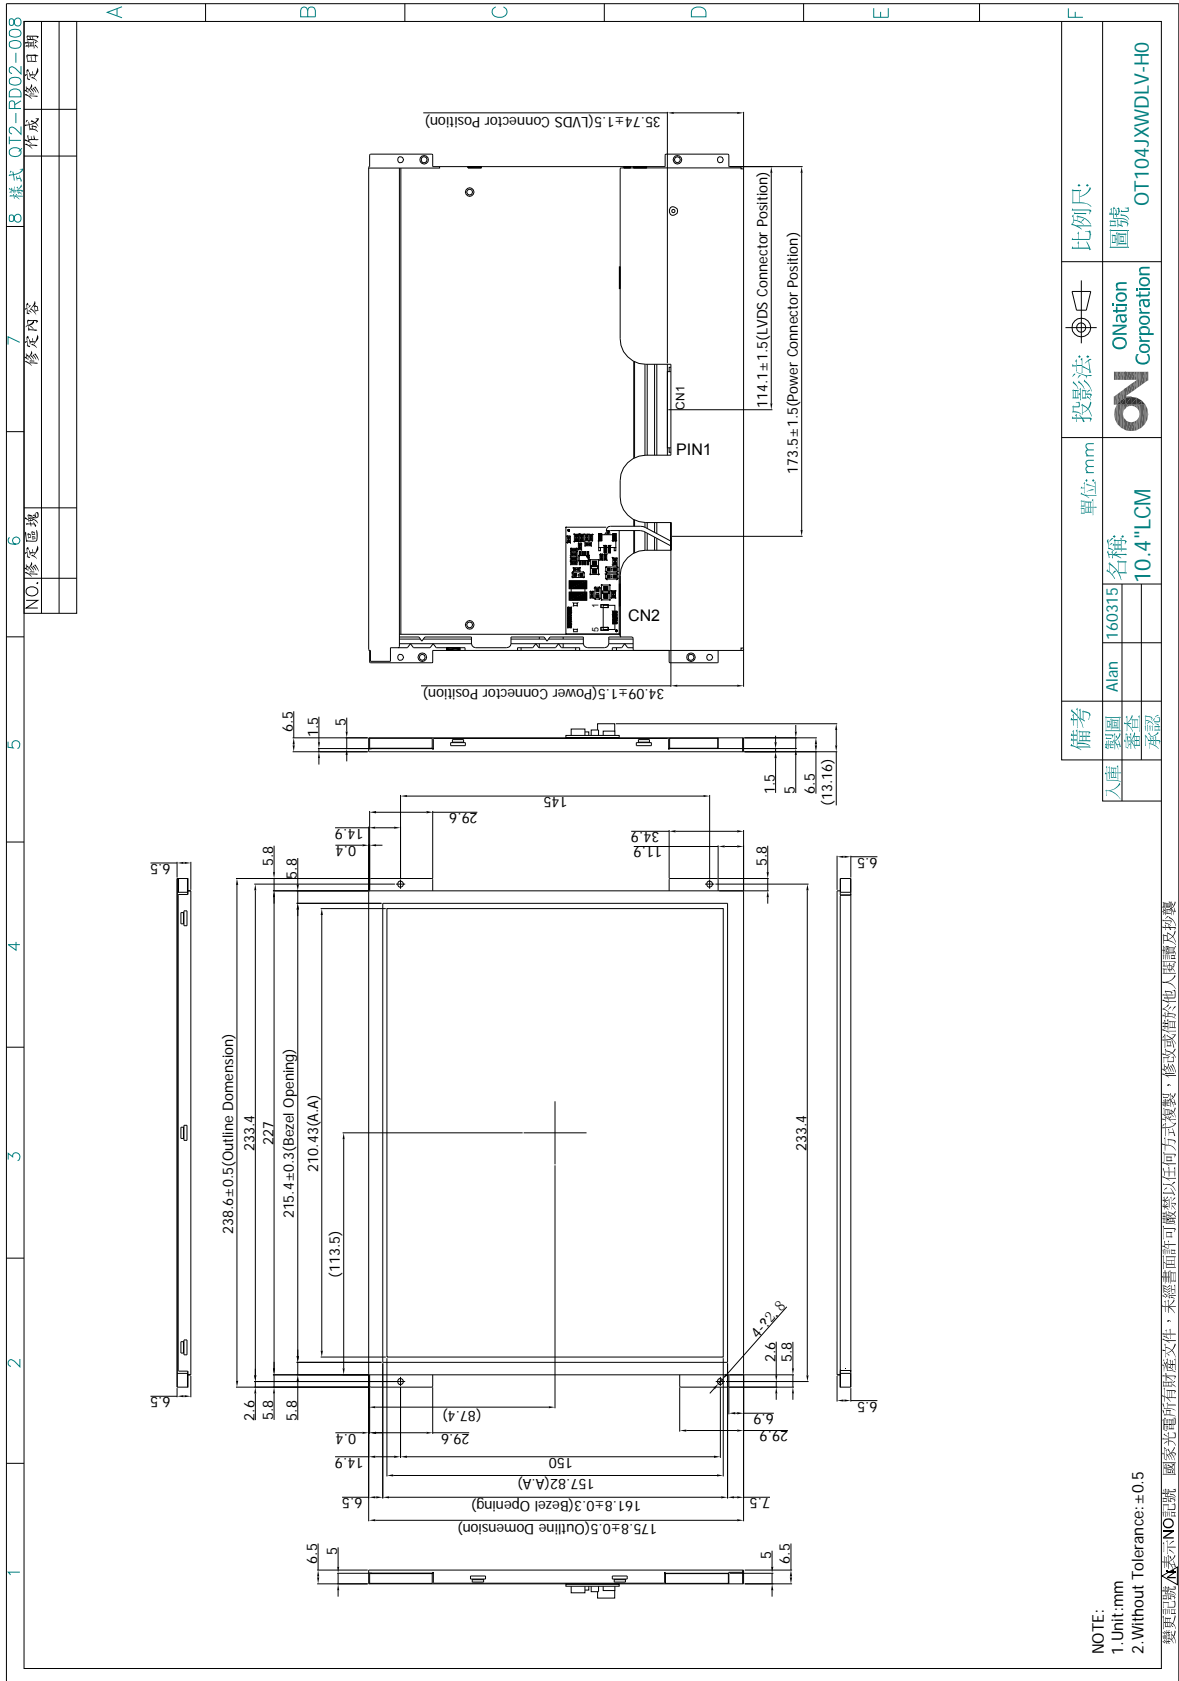 8 樣式 QT2-RD02-008
NO.
修定區塊
修定內容
作成
修定日期
1
2
3
4
5
6
7
A
B
C
D
E
F
35.74±1.5(LVDS Connector Position)
114.1±1.5(LVDS Connector Position)
173.5±1.5(Power Connector Position)
CN1
PIN1
CN2
5
1
34.09±1.5(Power Connector Position)
6.5
1.5
5
1.5
5
6.5
(13.16)
145
29.6
14.9
0.4
34.9
11.9
5.8
5.8
5.8
6.5
6.5
238.6±0.5(Outline Domension)
233.4
227
215.4±0.3(Bezel Opening)
210.43(A.A)
(113.5)
233.4
4-?2.8
2.6
5.8
2.6
5.8
5.8
6.5
6.5
(87.4)
0.4
29.6
14.9
150
157.82(A.A)
6.5
161.8±0.3(Bezel Opening)
7.5
175.8±0.5(Outline Domension)
6.9
29.9
6.5
5
5
6.5
NOTE:
1.Unit:mm
2.Without Tolerance:±0.5
變更記號 N 表示NO記號
國家光電所有財產文件，未經書面許可嚴禁以任何方式複製，修改或借於他人閱讀及抄襲
備考
單位: mm
投影法:
比例尺:
入庫
製圖
Alan
160315
審查
承認
名稱:
10.4"LCM
ON
ONation
Corporation
圖號
OT104JXWDLV-H0